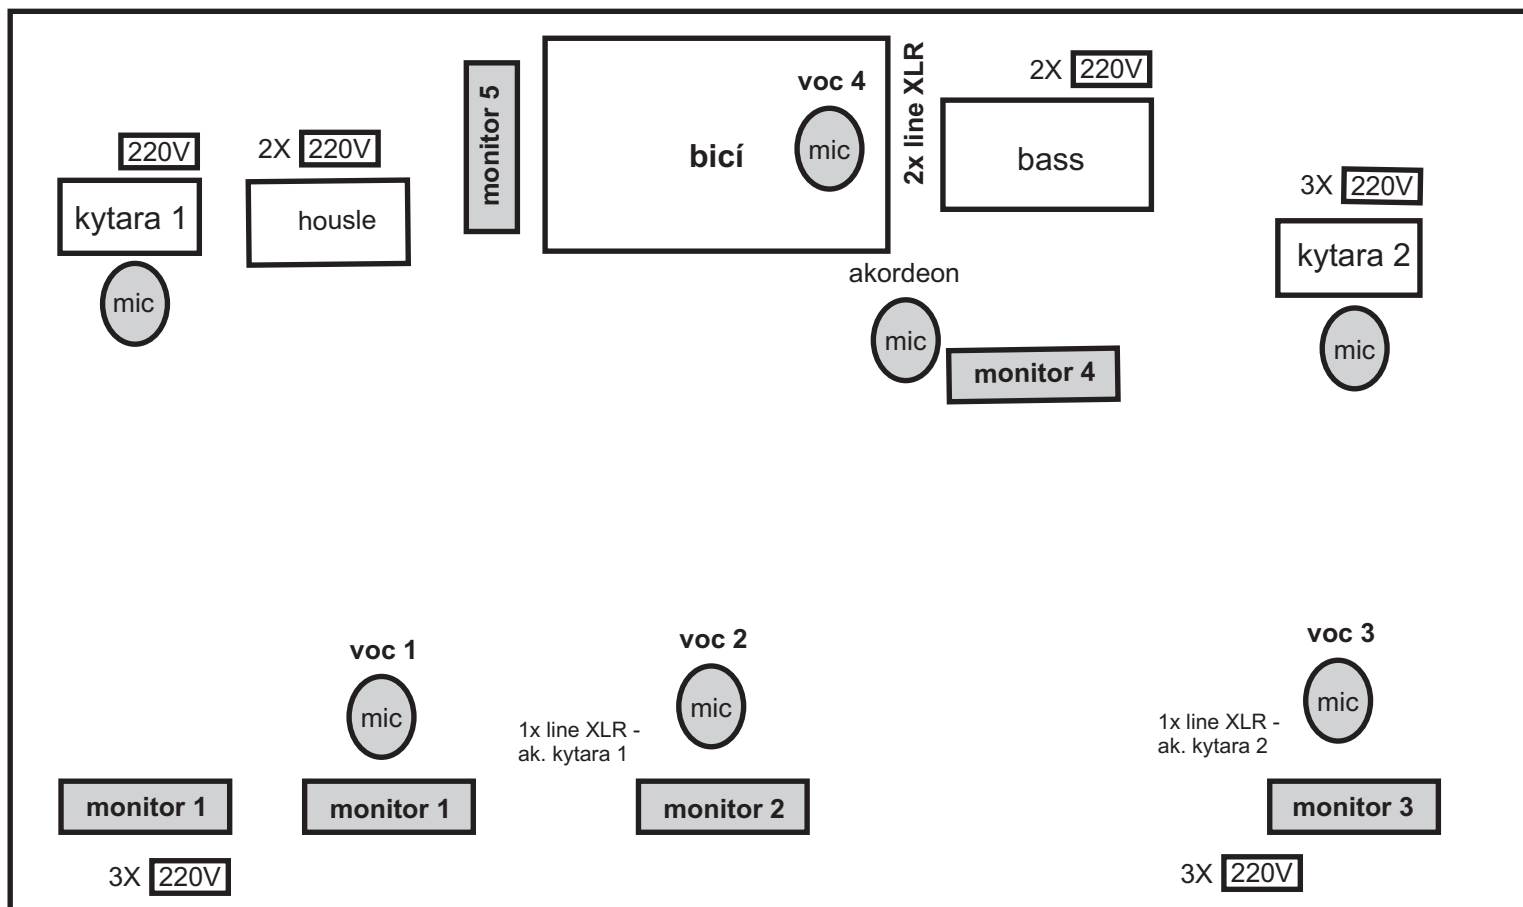 voc 4
2X 220V
monitor 5
bicí
mic
2x line XLR
bass
220V
2X 220V
3X 220V
kytara 1
housle
kytara 2
mic
akordeon
mic
mic
monitor 4
voc 1
voc 2
voc 3
mic
mic
mic
1x line XLR -
ak. kytara 1
1x line XLR -
ak. kytara 2
monitor 1
monitor 1
monitor 2
monitor 3
3X 220V
3X 220V